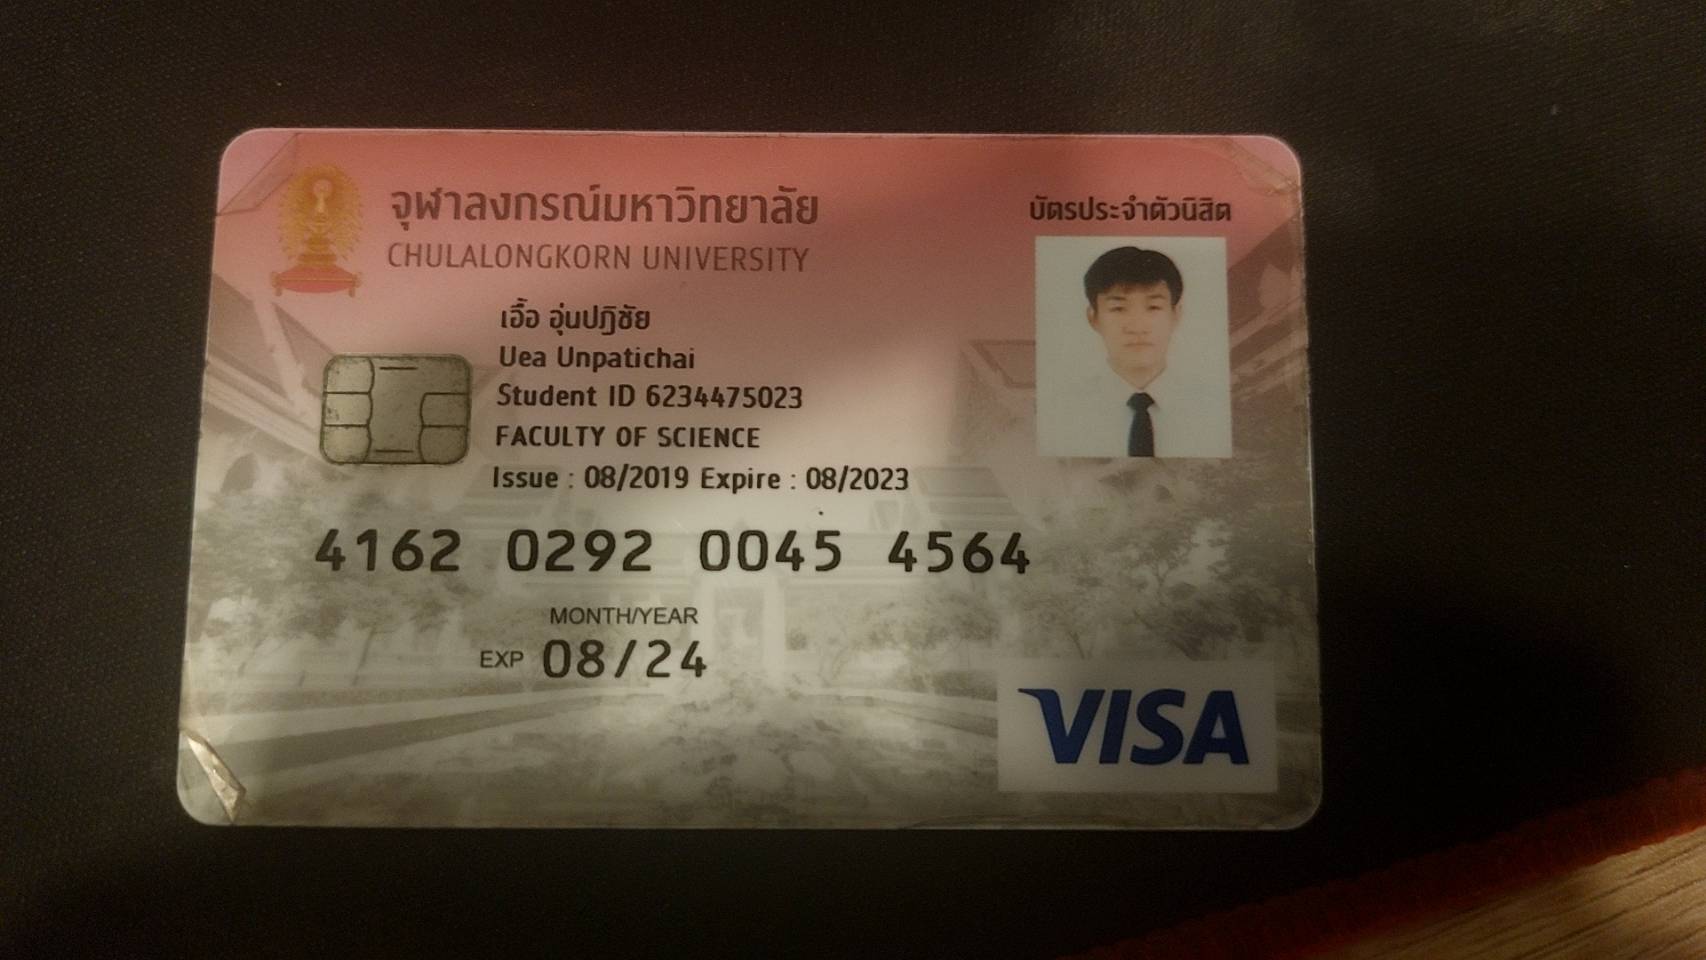 จุฬาลงกรณ์มหาวิทยาลัย
CHULALONGKORN UNIVERSITY
บัตรประจำตัวนิสิต
เอื้อ อุ่นปฏิชัย
Uea Unpatichai
Student ID 6234475023
FACULTY OF SCIENCE
Issue : 08/2019 Expire : 08/2023
4162 0292 0045 4564
MONTH/YEAR
EXP 08/24
VISA